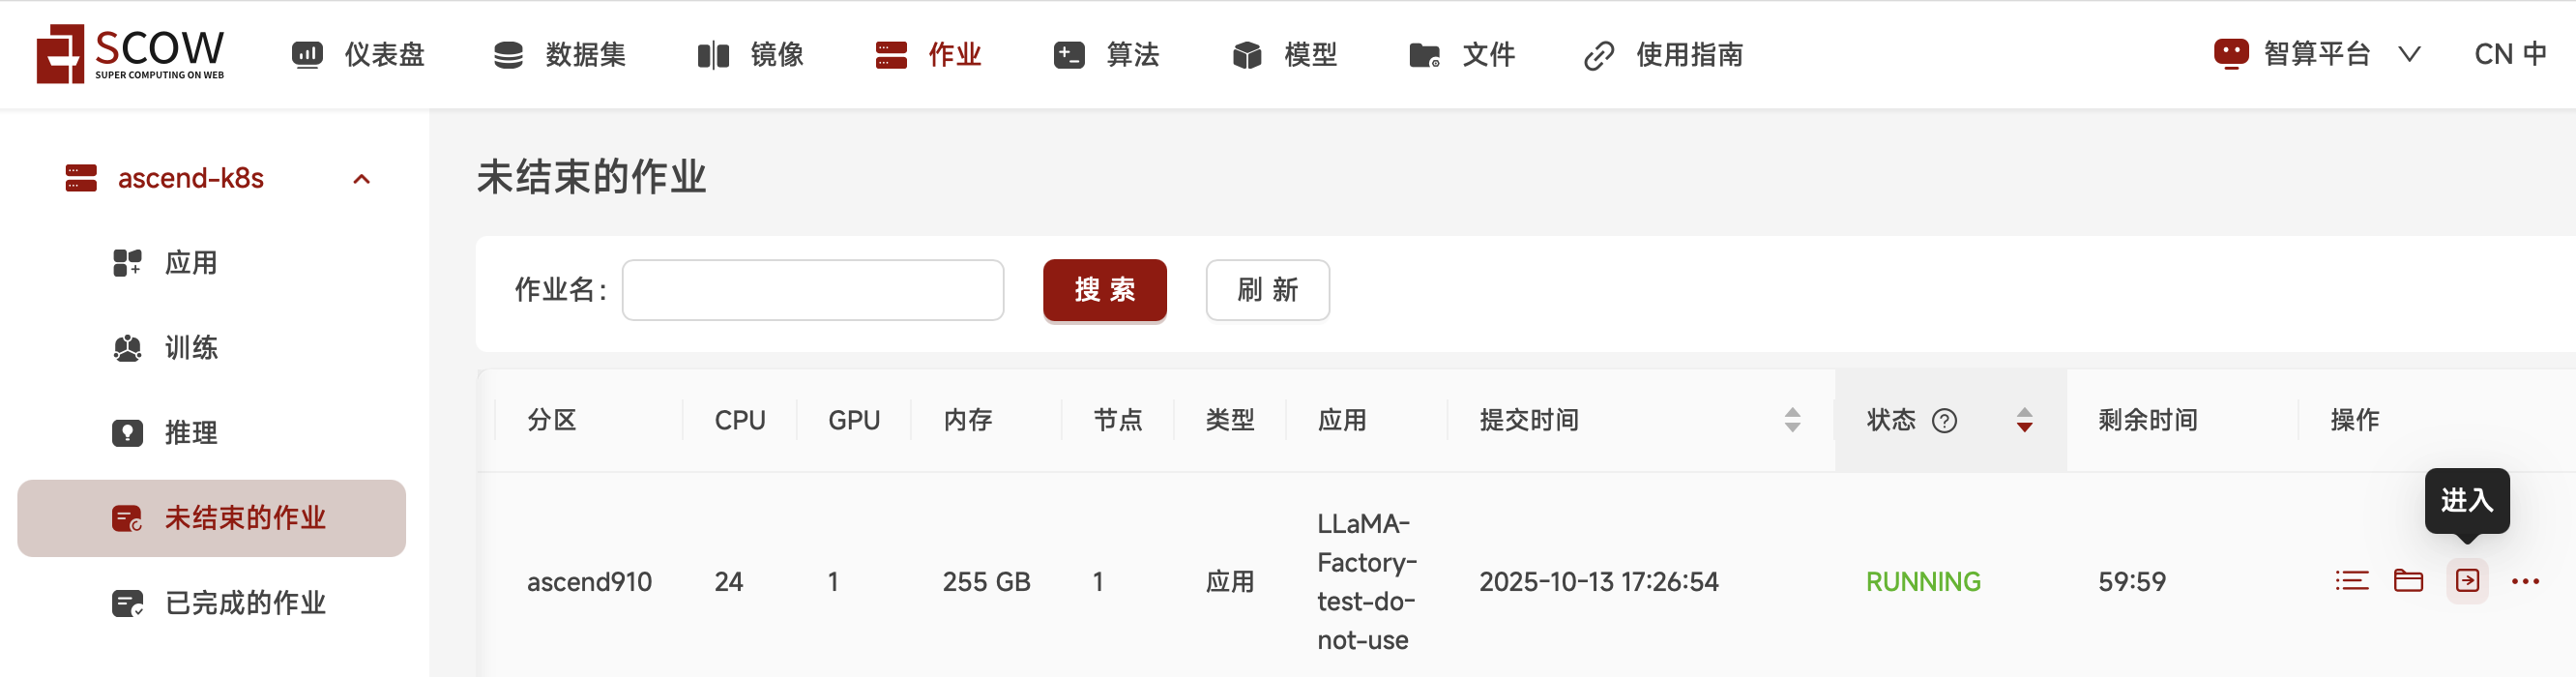 SCOW
SUPER COMPUTING ON WEB
仪表盘
数据集
镜像
作业
算法
模型
文件
使用指南
智算平台
CN 中
ascend-k8s
应用
训练
推理
未结束的作业
已完成的作业
未结束的作业
作业名:
搜 索
刷 新
分区 CPU GPU 内存 节点 类型 应用 提交时间 状态 剩余时间 操作
进入
ascend910 24 1 255 GB 1 应用 LLaMA-
Factory-
test-do-
not-use
2025-10-13 17:26:54 RUNNING 59:59